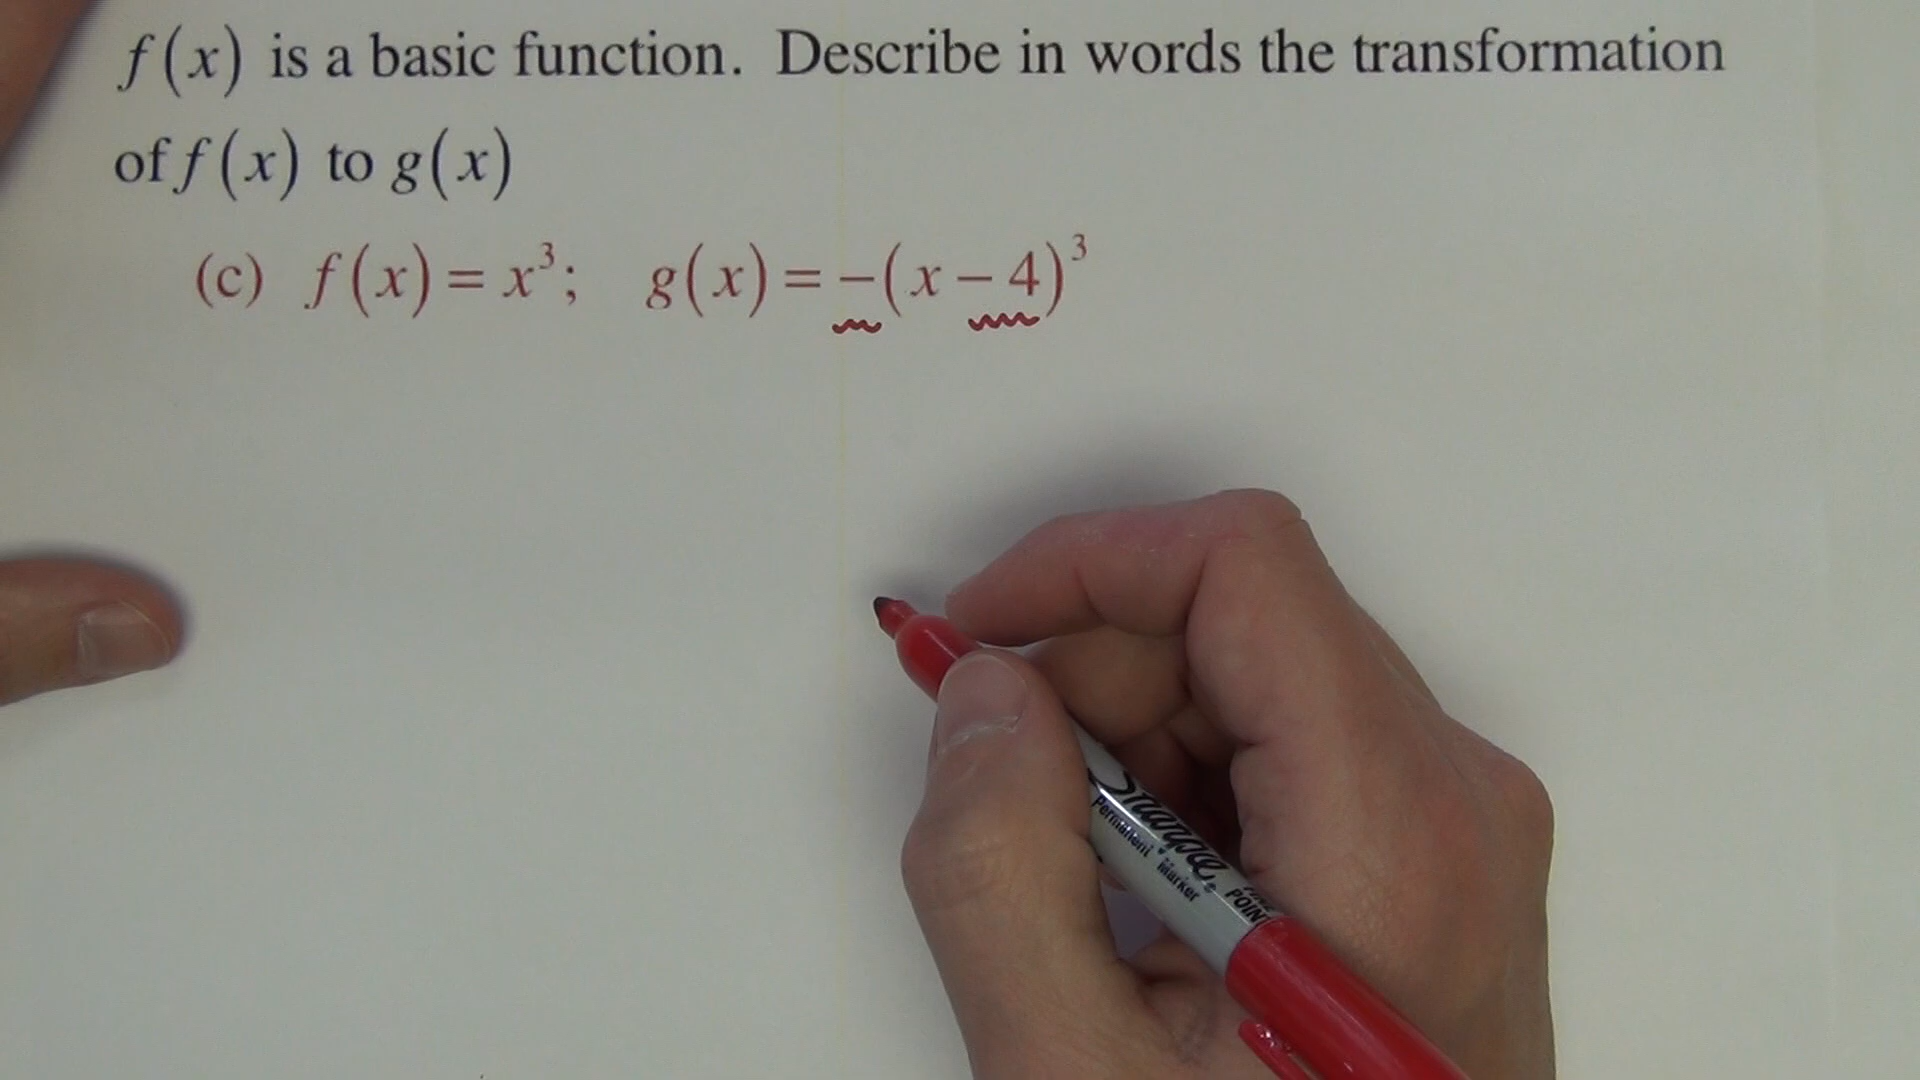 f(x) is a basic function. Describe in words the transformation
of f(x) to g(x)
(c) f(x) = x³; g(x) = −(x − 4)³
Sharpie.
Permanent Marker
POINT